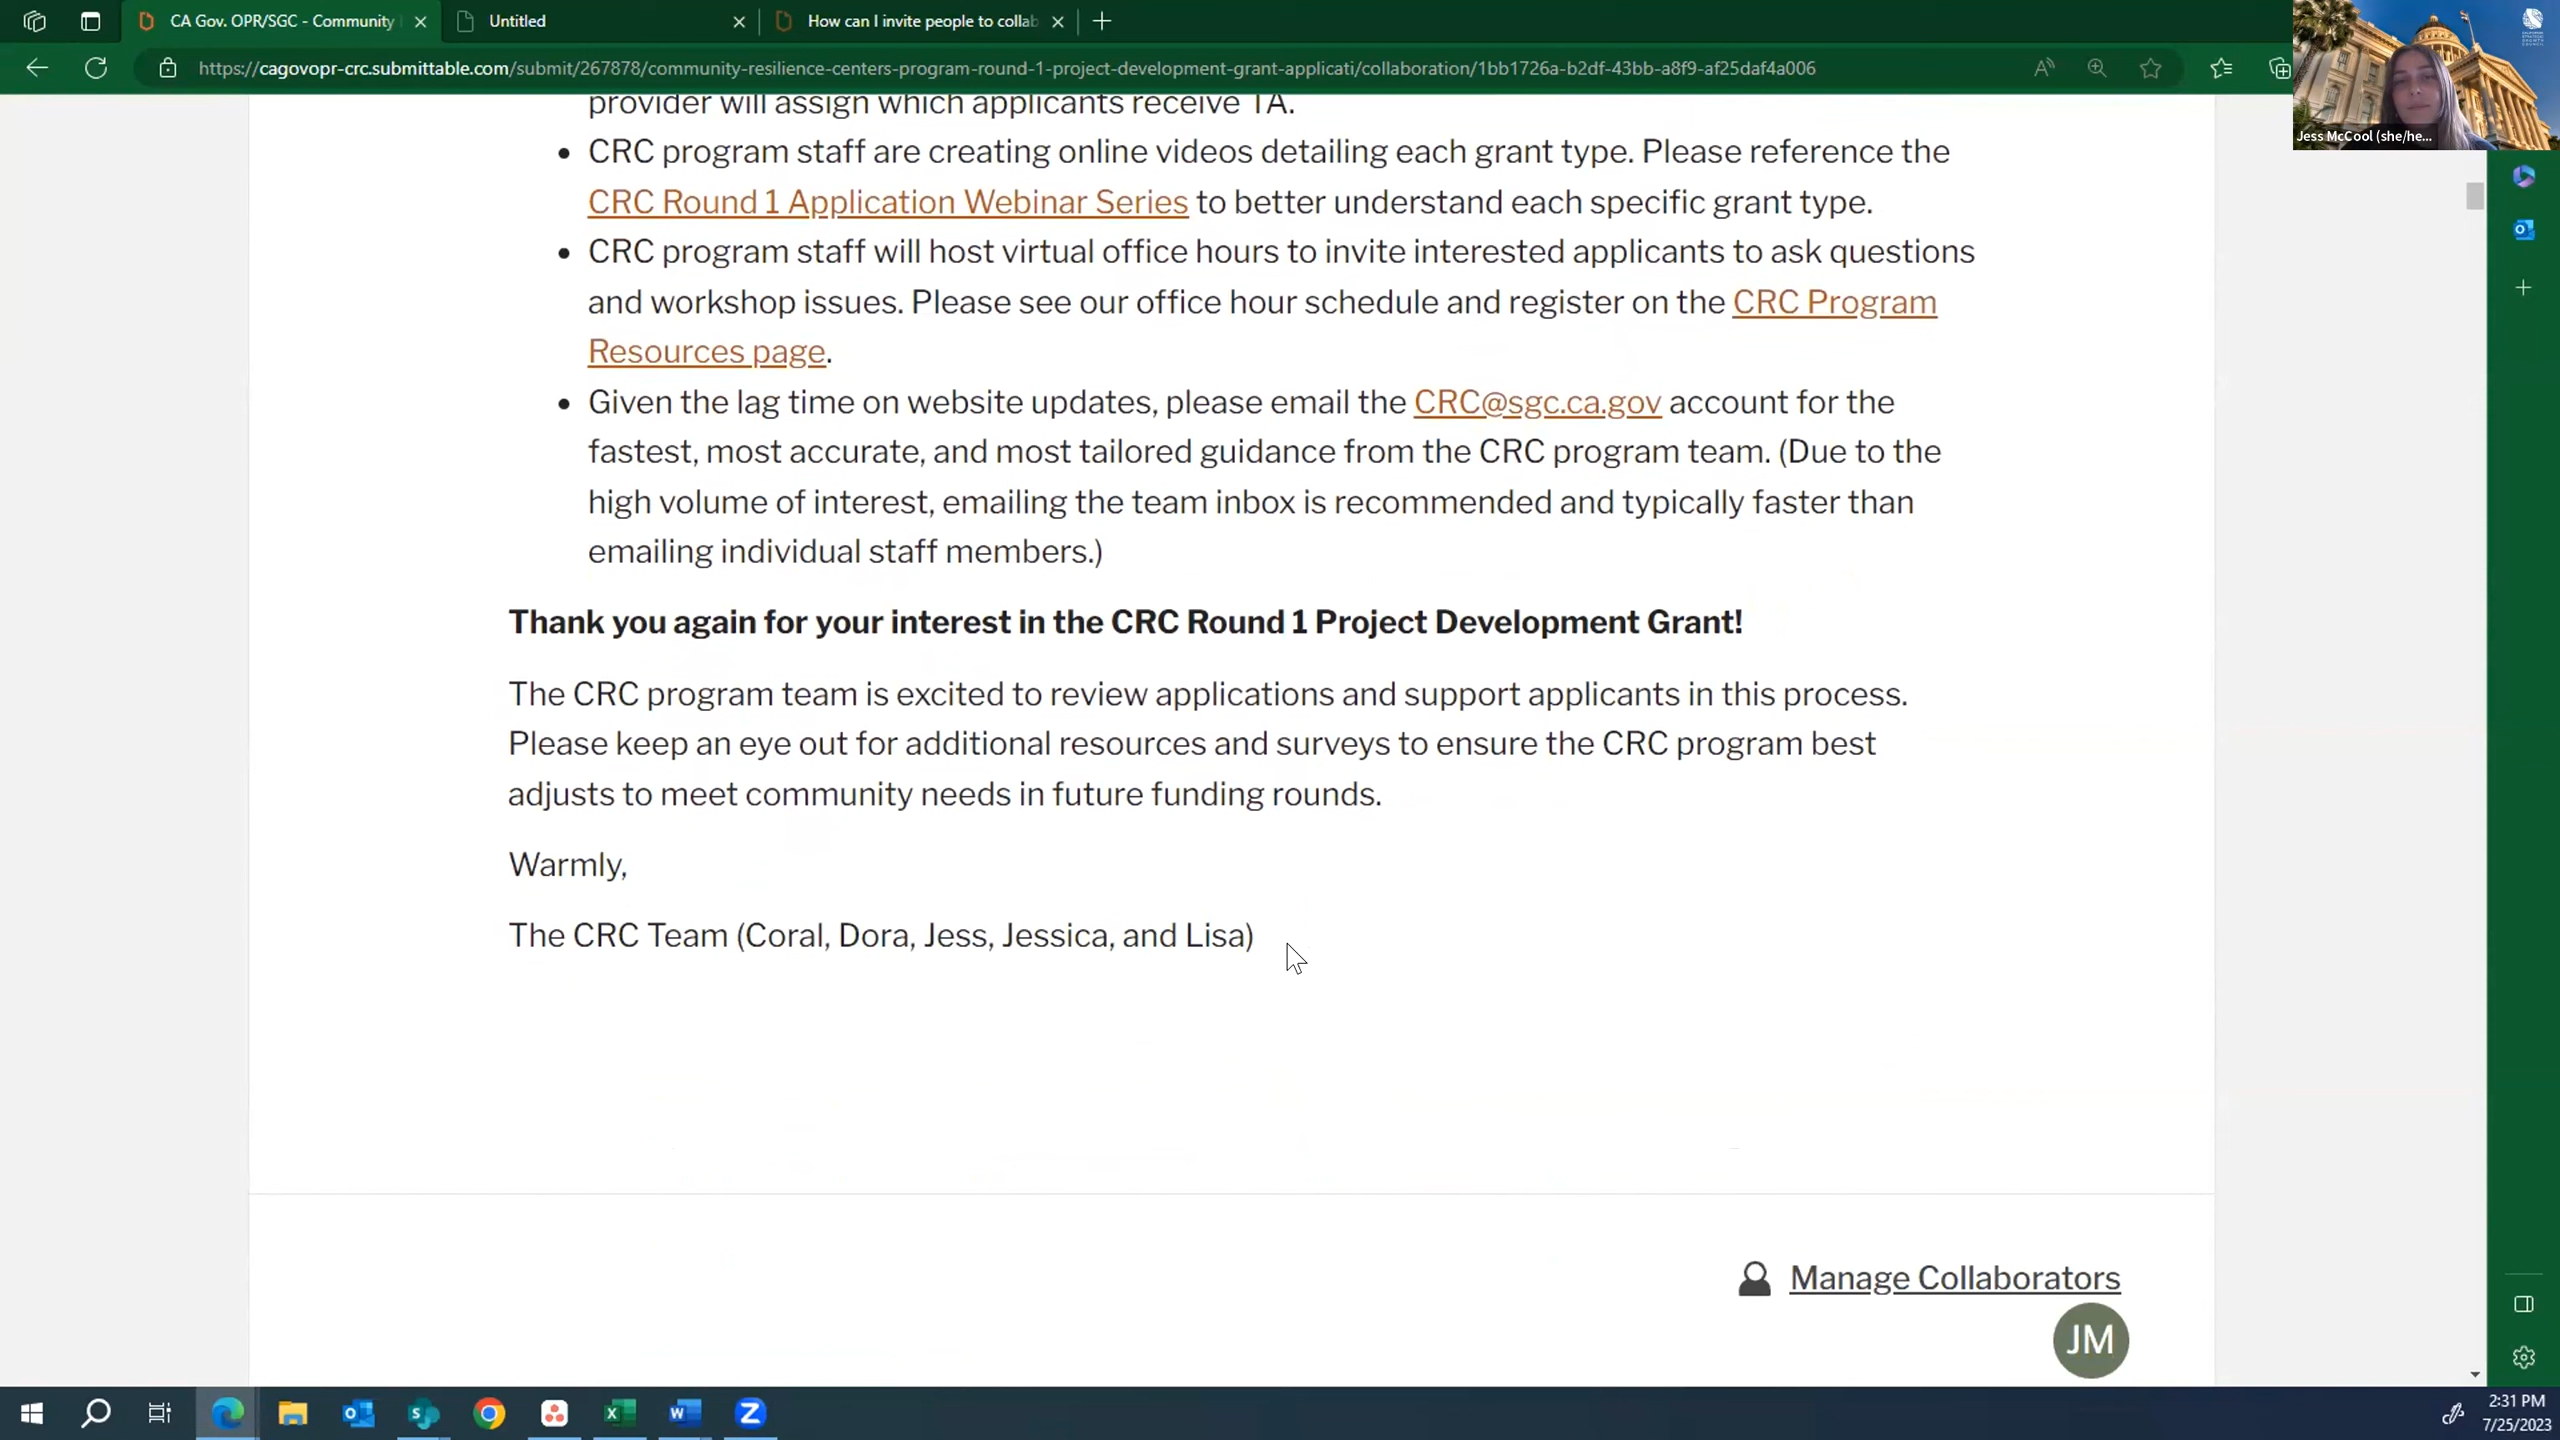 CA Gov. OPR/SGC - Community
Untitled
How can I invite people to collab
https://cagovopr-crc.submittable.com/submit/267878/community-resilience-centers-program-round-1-project-development-grant-applicati/collaboration/1bb1726a-b2df-43bb-a8f9-af25daf4a006
Jess McCool (she/he...
provider will assign which applicants receive TA.
• CRC program staff are creating online videos detailing each grant type. Please reference the
CRC Round 1 Application Webinar Series to better understand each specific grant type.
• CRC program staff will host virtual office hours to invite interested applicants to ask questions
and workshop issues. Please see our office hour schedule and register on the CRC Program
Resources page.
• Given the lag time on website updates, please email the CRC@sgc.ca.gov account for the
fastest, most accurate, and most tailored guidance from the CRC program team. (Due to the
high volume of interest, emailing the team inbox is recommended and typically faster than
emailing individual staff members.)
Thank you again for your interest in the CRC Round 1 Project Development Grant!
The CRC program team is excited to review applications and support applicants in this process.
Please keep an eye out for additional resources and surveys to ensure the CRC program best
adjusts to meet community needs in future funding rounds.
Warmly,
The CRC Team (Coral, Dora, Jess, Jessica, and Lisa)
Manage Collaborators
JM
2:31 PM
7/25/2023